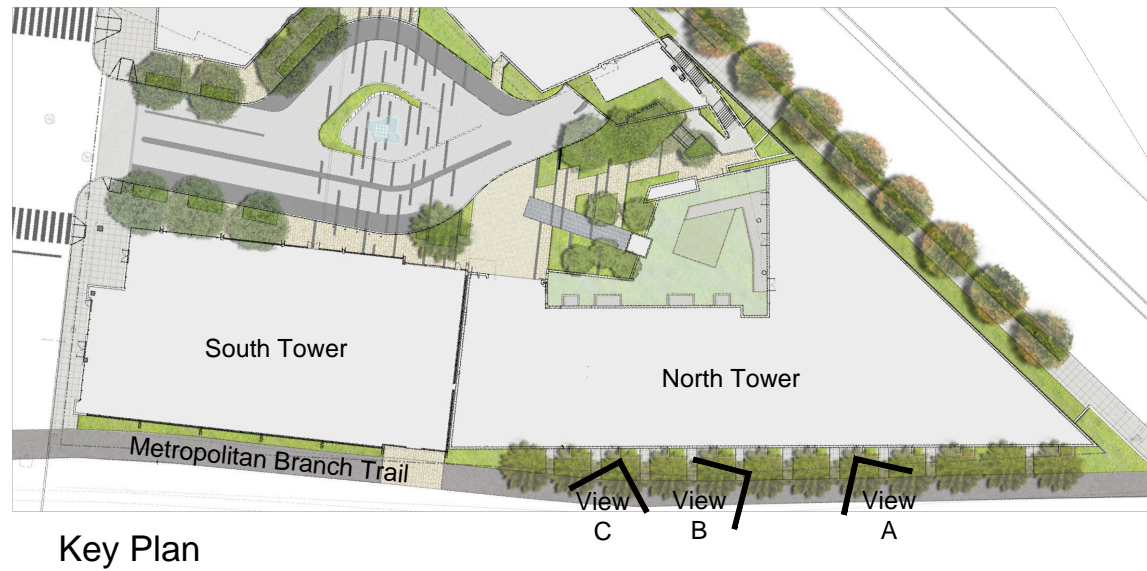 South Tower
North Tower
Metropolitan Branch Trail
View
C
View
B
View
A
Key Plan